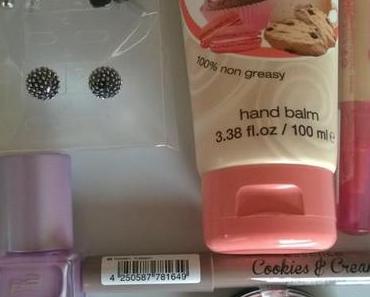 100% non greasy
hand balm
3.38 fl.oz / 100 ml e
4 250587 781649
Cookies & Cream